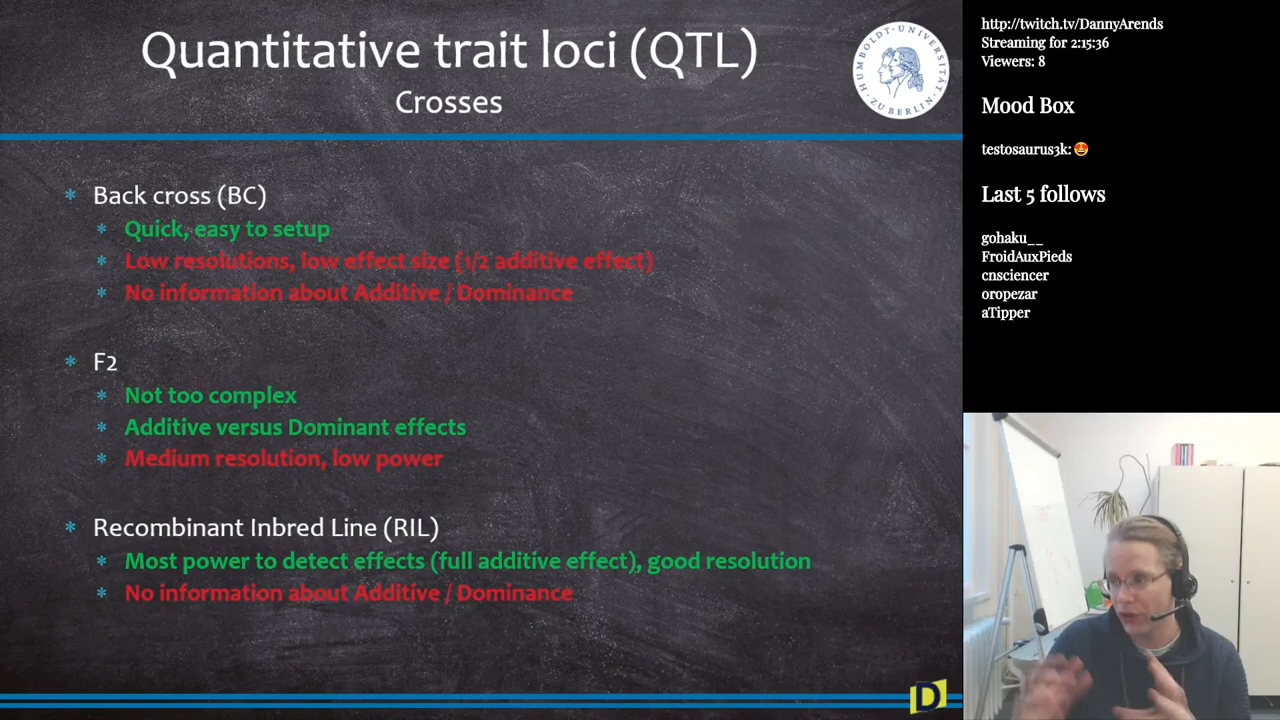 Quantitative trait loci (QTL)
Crosses
HUMBOLDT-UNIVERSITÄT
ZU BERLIN
* Back cross (BC)
* Quick, easy to setup
* Low resolutions, low effect size (1/2 additive effect)
* No information about Additive / Dominance
* F2
* Not too complex
* Additive versus Dominant effects
* Medium resolution, low power
* Recombinant Inbred Line (RIL)
* Most power to detect effects (full additive effect), good resolution
* No information about Additive / Dominance
D
http://twitch.tv/DannyArends
Streaming for 2:15:36
Viewers: 8
Mood Box
testosaurus3k: 🤩
Last 5 follows
gohaku__
FroidAuxPieds
cnsciencer
oropezar
aTipper